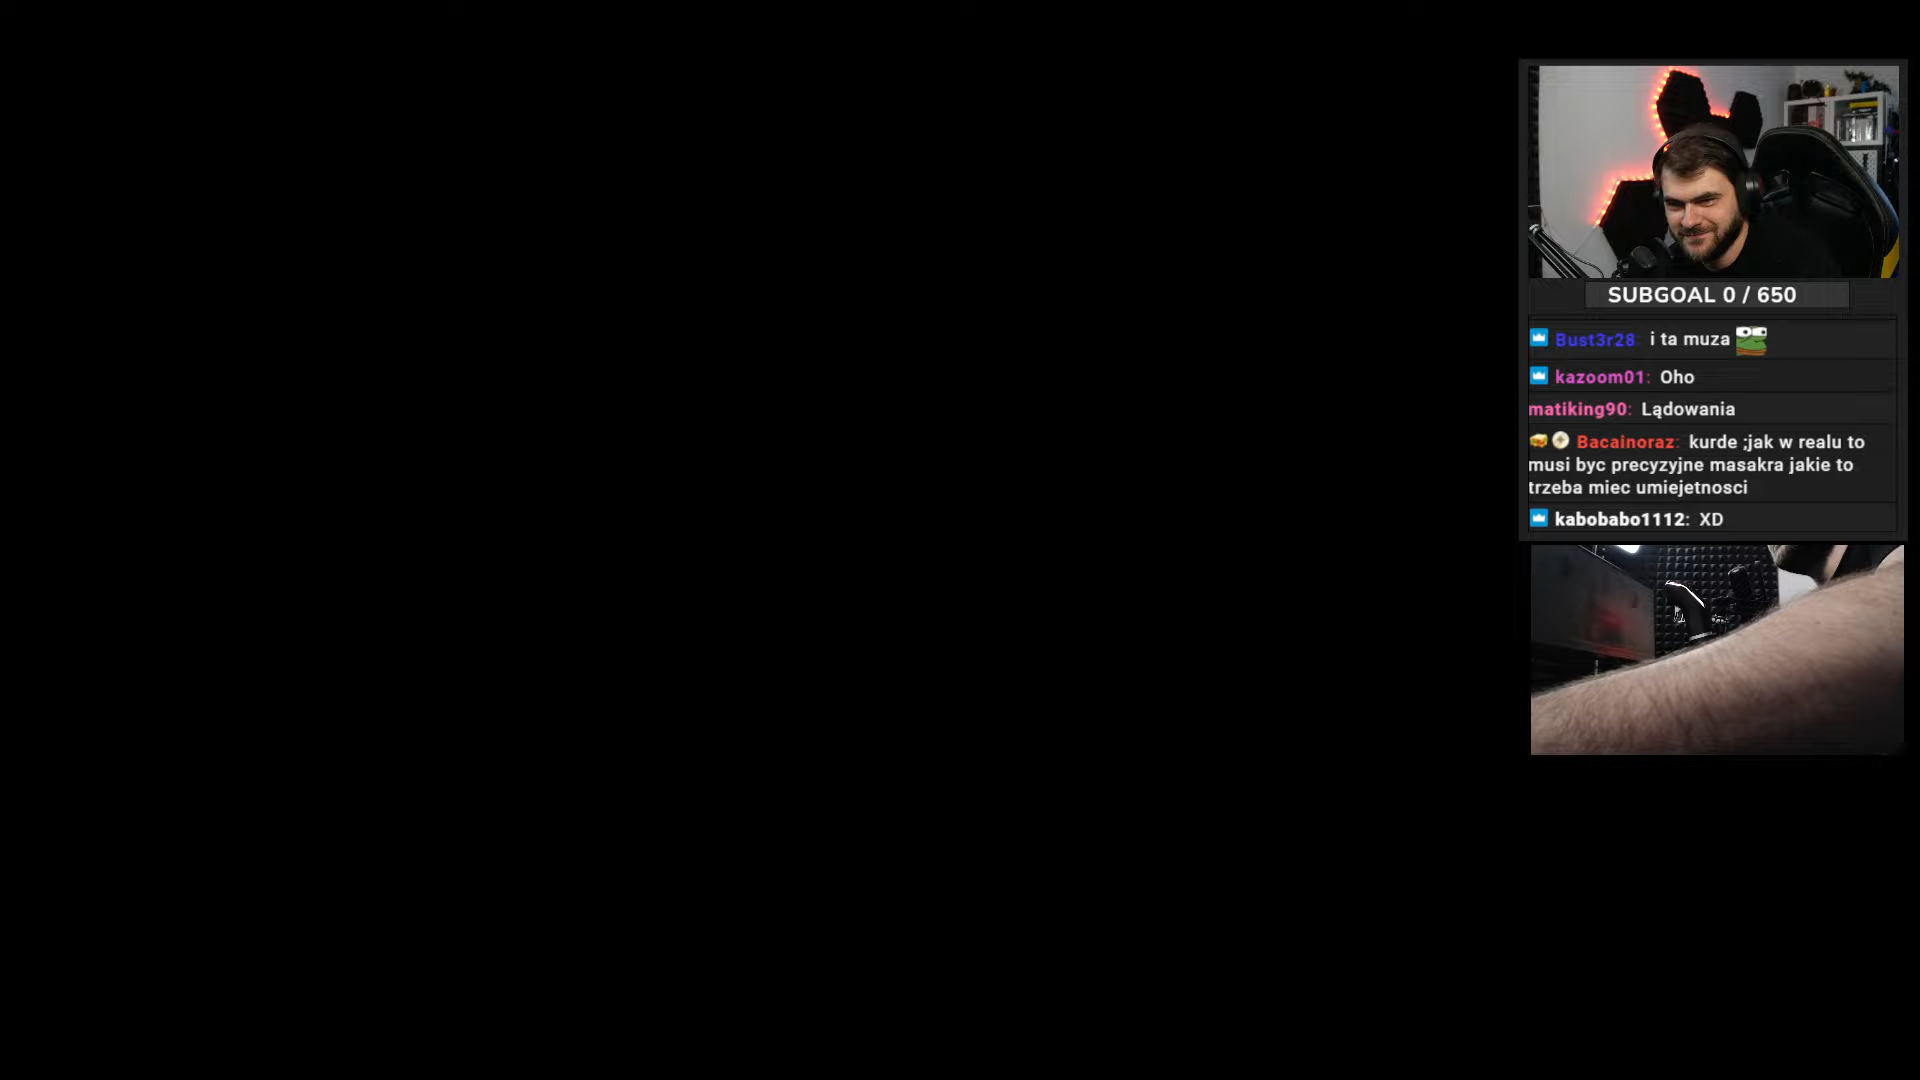 SUBGOAL 0 / 650
Bust3r28: i ta muza
kazoom01: Oho
matiking90: Lądowania
Bacainoraz: kurde ;jak w realu to
musi byc precyzyjne masakra jakie to
trzeba miec umiejetnosci
kabobabo1112: XD